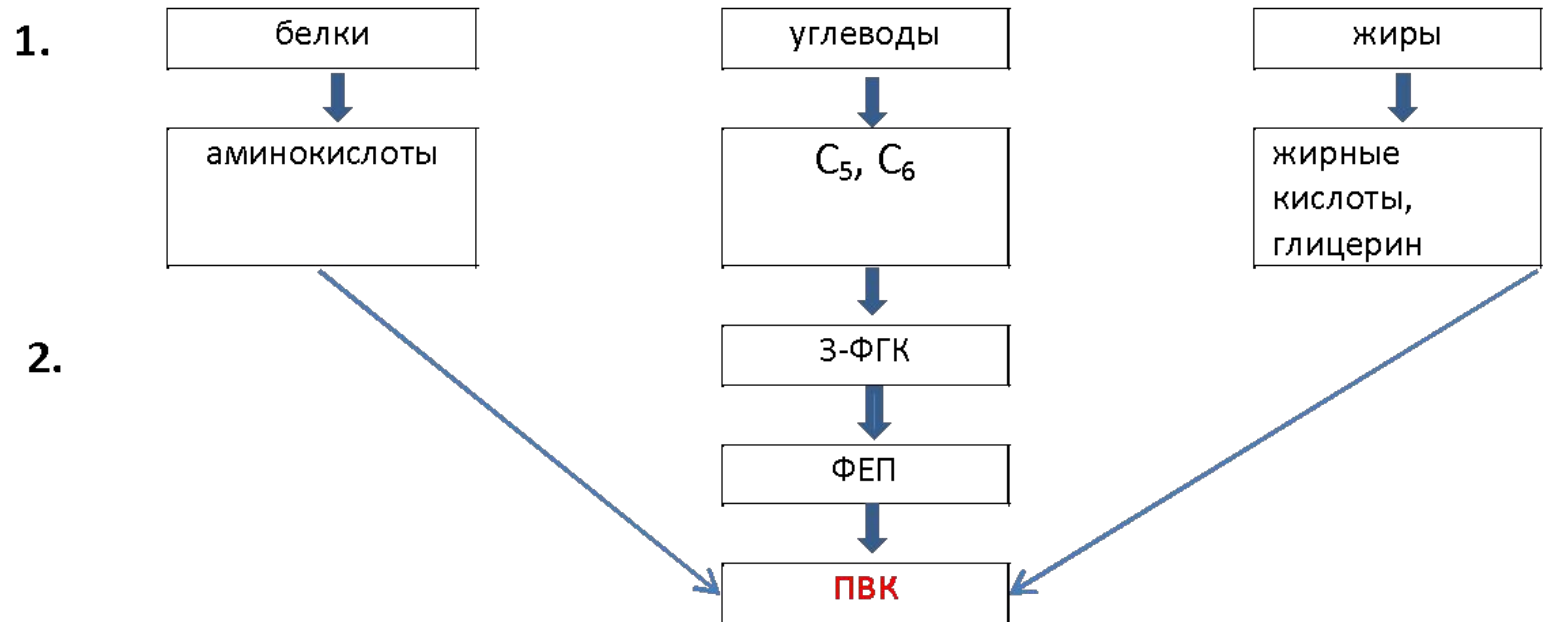 1.
белки
углеводы
жиры
аминокислоты
C₅, C₆
жирные
кислоты,
глицерин
2.
3-ФГК
ФЕП
ПВК